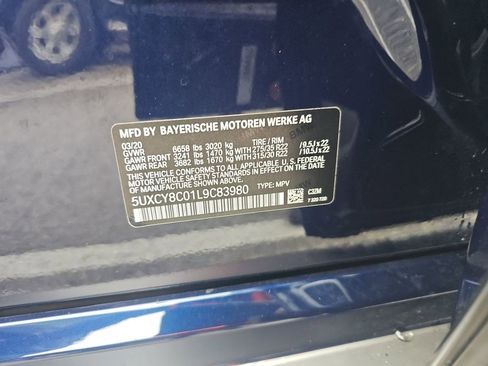 MFD BY BAYERISCHE MOTOREN WERKE AG
03/20 TIRE / RIM
GVWR 6658 lbs 3020 kg
GAWR FRONT 3241 lbs 1470 kg WITH 275/35 R22 /9.5J x 22
GAWR REAR 3682 lbs 1670 kg WITH 315/30 R22 /10.5J x 22
THIS VEHICLE CONFORMS TO ALL APPLICABLE U.S. FEDERAL
MOTOR VEHICLE SAFETY STANDARDS IN EFFECT ON THE DATE
OF MANUFACTURE SHOWN ABOVE.
5UXCY8C01L9C83980 TYPE: MPV